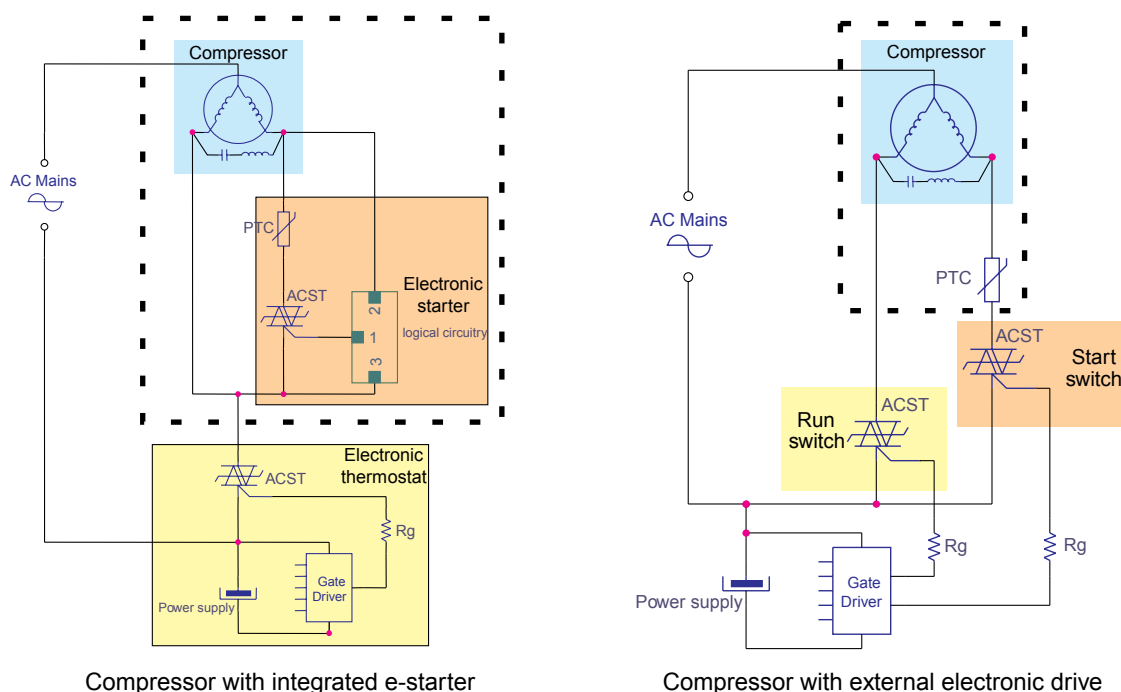 Compressor
AC Mains
PTC
ACST
Electronic
starter
logical circuitry
2
1
3
Electronic
thermostat
ACST
Rg
Gate
Driver
Power supply
Compressor with integrated e-starter
Compressor
AC Mains
PTC
ACST
Start
switch
ACST
Run
switch
Rg
Rg
Gate
Driver
Power supply
Compressor with external electronic drive